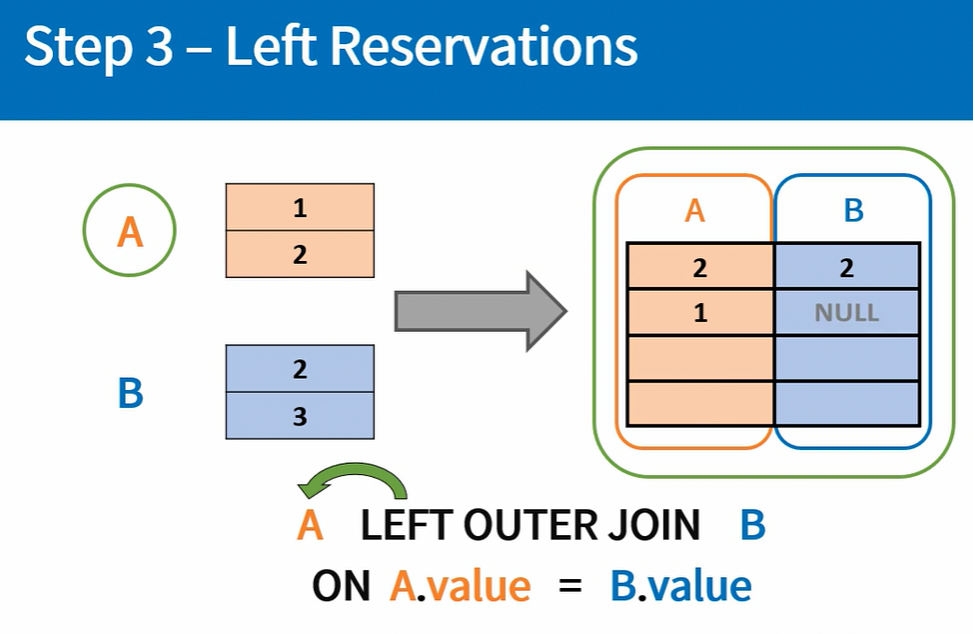 Step 3 – Left Reservations
A
1
2
B
2
3
A B
2 2
1 NULL
A LEFT OUTER JOIN B
ON A.value = B.value